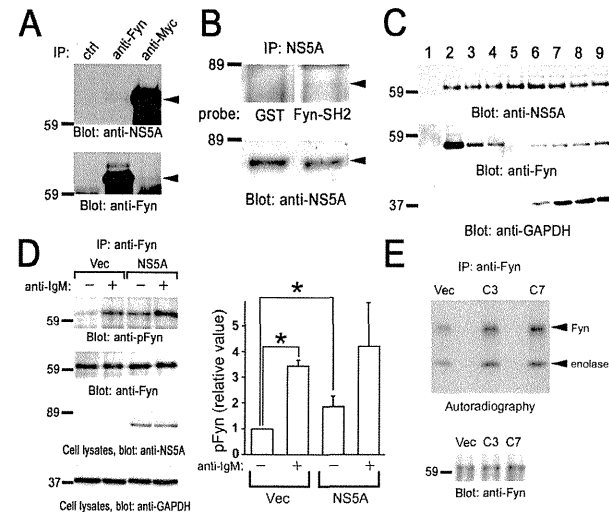 A
IP: ctrl anti-Fyn anti-Myc
59
Blot: anti-NS5A
59
Blot: anti-Fyn
B
IP: NS5A
89
probe: GST Fyn-SH2
89
Blot: anti-NS5A
C
1 2 3 4 5 6 7 8 9
Blot: anti-NS5A
59
Blot: anti-Fyn
37
Blot: anti-GAPDH
D
IP: anti-Fyn
Vec NS5A
anti-IgM: − + − +
59
Blot: anti-pFyn
59
Blot: anti-Fyn
89
Cell lysates, blot: anti-NS5A
37
Cell lysates, blot: anti-GAPDH
pFyn (relative value)
5
4
3
2
1
0
* *
anti-IgM: − + − +
Vec NS5A
E
IP: anti-Fyn
Vec C3 C7
Fyn
enolase
Autoradiography
Vec C3 C7
59
Blot: anti-Fyn